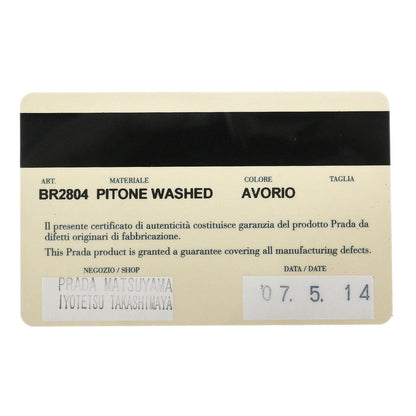 ART. MATERIALE COLORE TAGLIA
BR2804 PITONE WASHED AVORIO
Il presente certificato di autenticità costituisce garanzia del prodotto Prada da
difetti originari di fabbricazione.
This Prada product is granted a guarantee covering all manufacturing defects.
NEGOZIO / SHOP DATA / DATE
PRADA MATSUYAMA
IYOTETSU TAKASHIMAYA
'07. 5. 14